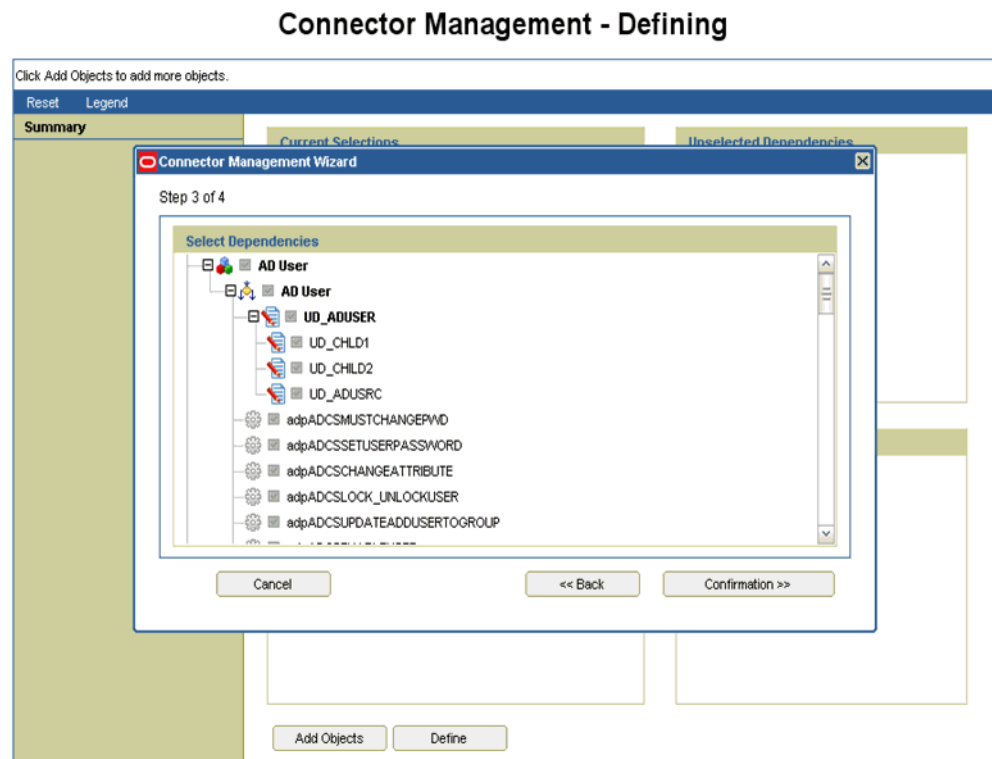 Connector Management - Defining
Click Add Objects to add more objects.
Reset Legend
Summary
Current Selections
Unselected Dependencies
Connector Management Wizard
Step 3 of 4
Select Dependencies
AD User
AD User
UD_ADUSER
UD_CHLD1
UD_CHILD2
UD_ADUSRC
adpADCSMUSTCHANGEPWD
adpADCSSETUSERPASSWORD
adpADCSCHANGEATTRIBUTE
adpADCSLOCK_UNLOCKUSER
adpADCSUPDATEADDUSERTOGROUP
Cancel << Back Confirmation >>
Add Objects Define